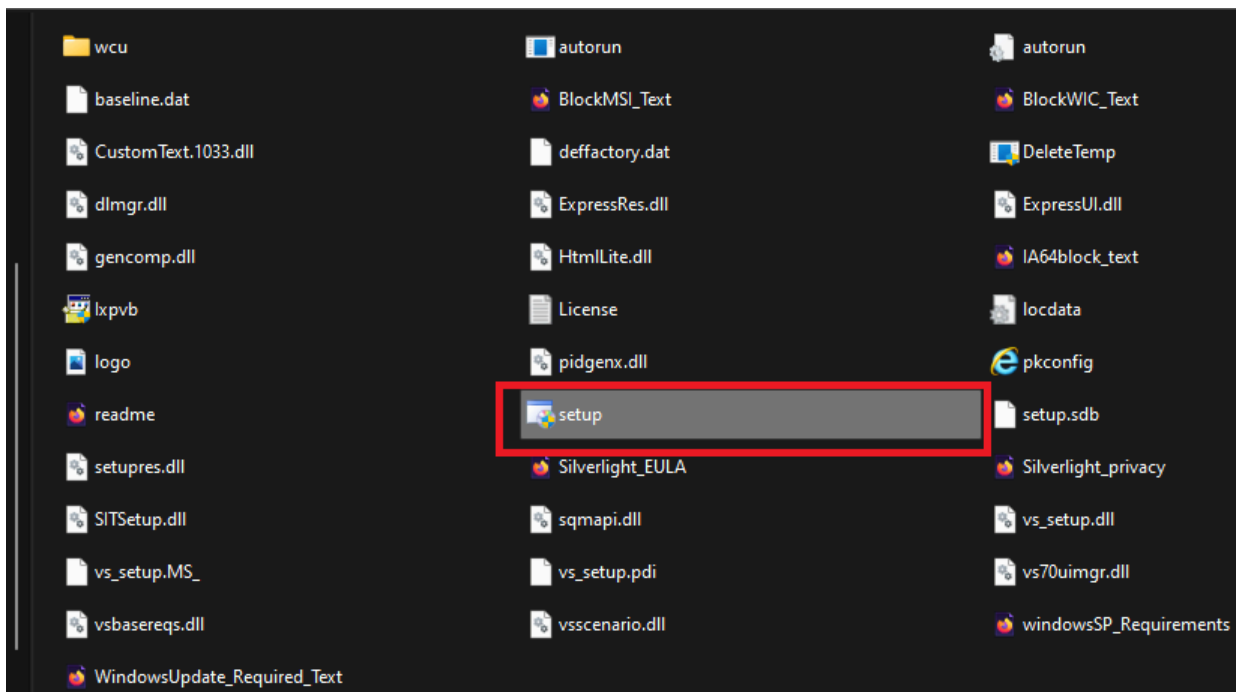 wcu
autorun
autorun
baseline.dat
BlockMSI_Text
BlockWIC_Text
CustomText.1033.dll
deffactory.dat
DeleteTemp
dlmgr.dll
ExpressRes.dll
ExpressUI.dll
gencomp.dll
HtmlLite.dll
IA64block_text
lxpvb
License
locdata
logo
pidgenx.dll
pkconfig
readme
setup
setup.sdb
setupres.dll
Silverlight_EULA
Silverlight_privacy
SITSetup.dll
sqmapi.dll
vs_setup.dll
vs_setup.MS_
vs_setup.pdi
vs70uimgr.dll
vsbasereqs.dll
vsscenario.dll
windowsSP_Requirements
WindowsUpdate_Required_Text